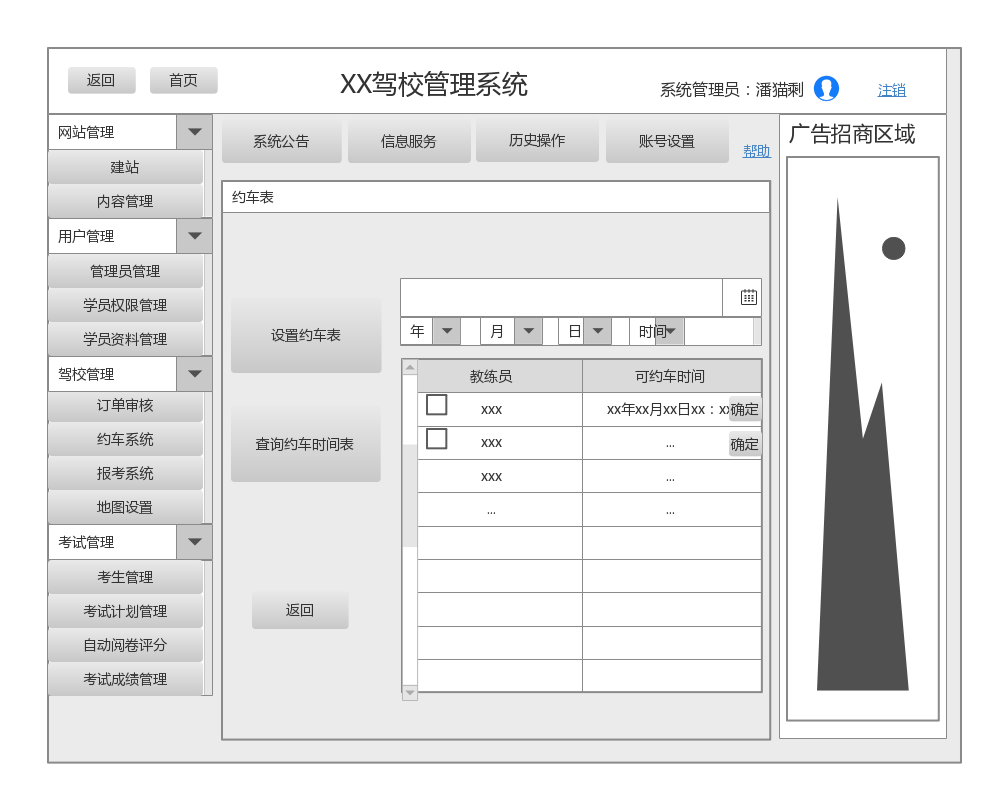 返回
首页
XX驾校管理系统
系统管理员：潘猫剩
注销
网站管理
建站
内容管理
用户管理
管理员管理
学员权限管理
学员资料管理
驾校管理
订单审核
约车系统
报考系统
地图设置
考试管理
考生管理
考试计划管理
自动阅卷评分
考试成绩管理
系统公告
信息服务
历史操作
账号设置
帮助
约车表
设置约车表
查询约车时间表
返回
年
月
日
时间
教练员
可约车时间
xxx
xx年xx月xx日xx：xx
确定
xxx
...
确定
xxx
...
...
...
广告招商区域